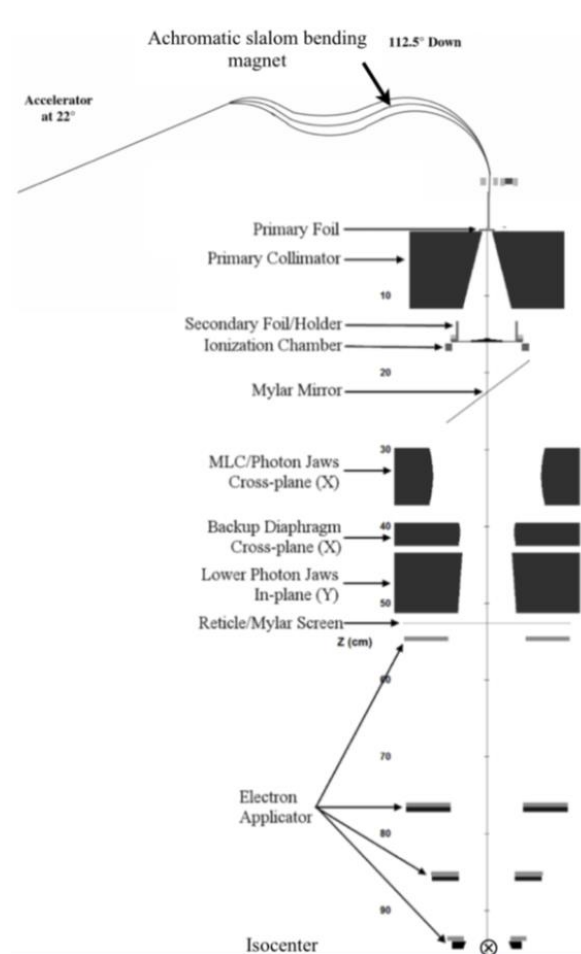 Achromatic slalom bending
magnet
112.5° Down
Accelerator
at 22°
Primary Foil
Primary Collimator
10
Secondary Foil/Holder
Ionization Chamber
20
Mylar Mirror
30
MLC/Photon Jaws
Cross-plane (X)
40
Backup Diaphragm
Cross-plane (X)
Lower Photon Jaws
In-plane (Y)
50
Reticle/Mylar Screen
Z (cm)
60
70
Electron
Applicator
80
90
Isocenter